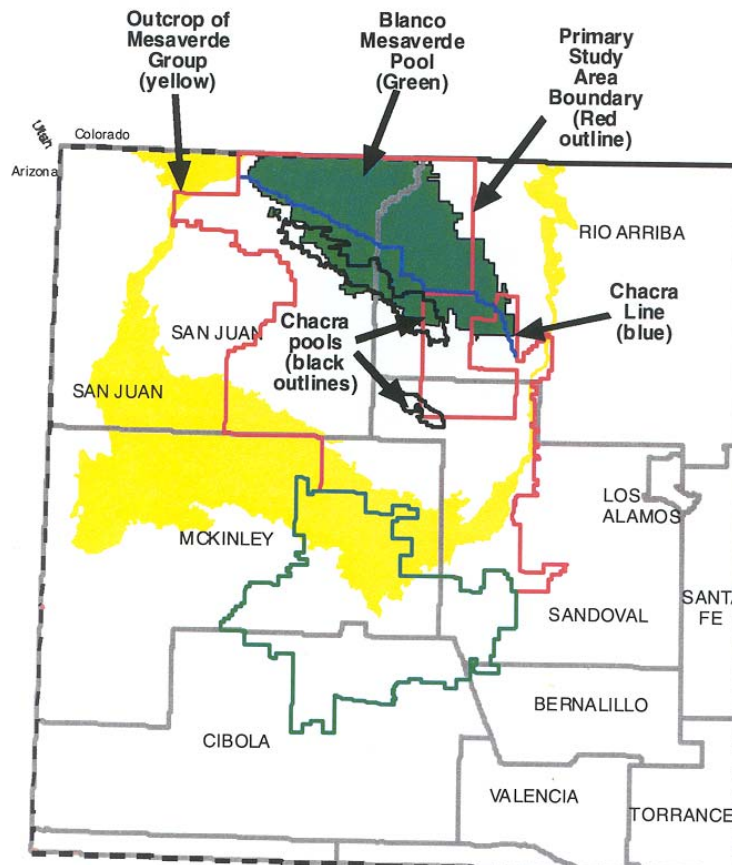 Outcrop of
Mesaverde
Group
(yellow)
Blanco
Mesaverde
Pool
(Green)
Primary
Study
Area
Boundary
(Red
outline)
Utah
Colorado
Arizona
RIO ARRIBA
SAN JUAN
Chacra
pools
(black
outlines)
Chacra
Line
(blue)
SAN JUAN
LOS
ALAMOS
MCKINLEY
SANDOVAL
SANTA
FE
BERNALILLO
CIBOLA
VALENCIA
TORRANCE